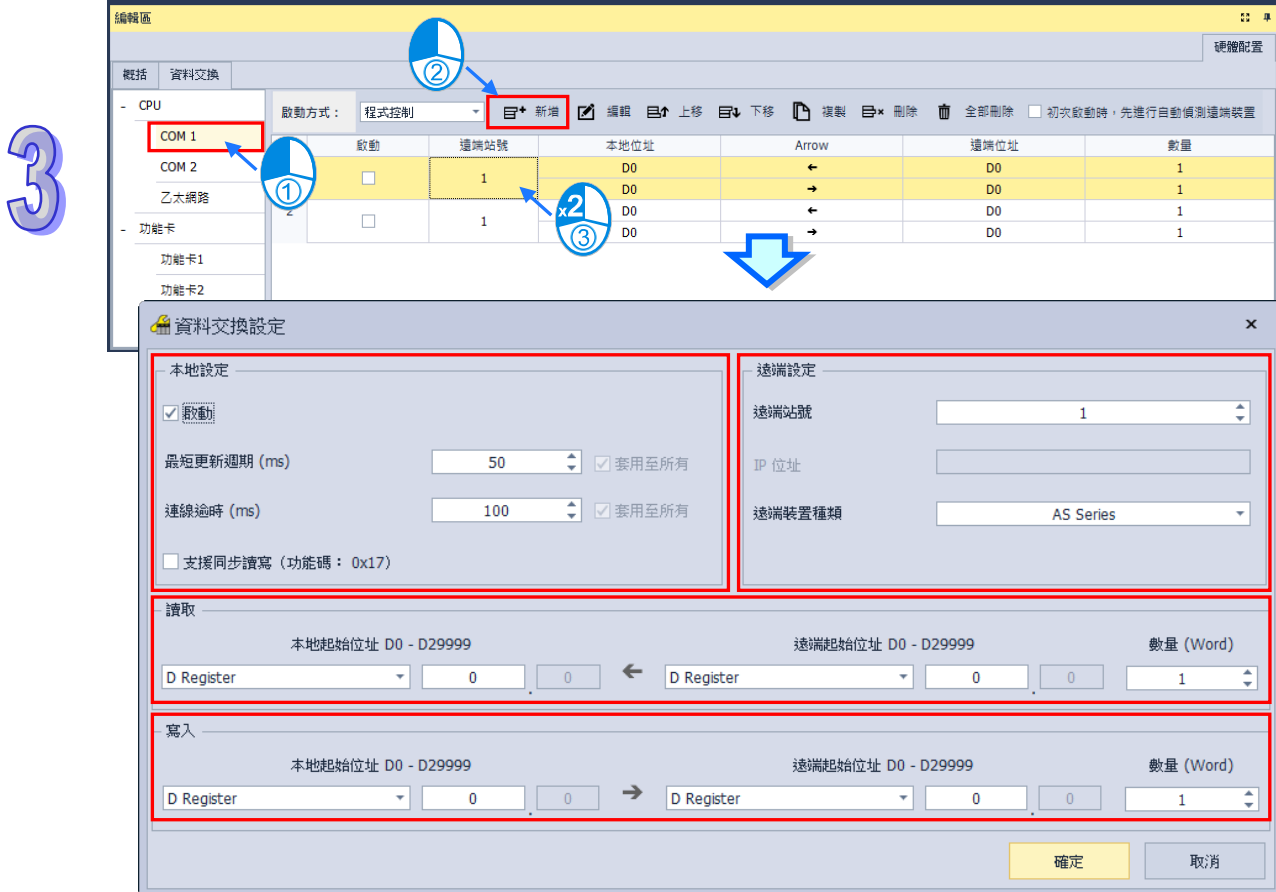 編輯區
硬體配置
概括 資料交換
3
- CPU
COM 1
COM 2
乙太網路
- 功能卡
功能卡1
功能卡2
②
啟動方式： 程式控制 新增 編輯 上移 下移 複製 刪除 全部刪除 初次啟動時，先進行自動偵測遠端裝置
啟動 遠端站號 本地位址 Arrow 遠端位址 數量
1 D0 ← D0 1
D0 → D0 1
2 1 D0 ← D0 1
D0 → D0 1
①
x2
③
資料交換設定
本地設定
啟動
最短更新週期 (ms) 50 套用至所有
連線逾時 (ms) 100 套用至所有
支援同步讀寫（功能碼： 0x17）
遠端設定
遠端站號 1
IP 位址
遠端裝置種類 AS Series
讀取
本地起始位址 D0 - D29999 遠端起始位址 D0 - D29999 數量 (Word)
D Register 0 . 0 ← D Register 0 . 0 1
寫入
本地起始位址 D0 - D29999 遠端起始位址 D0 - D29999 數量 (Word)
D Register 0 . 0 → D Register 0 . 0 1
確定 取消